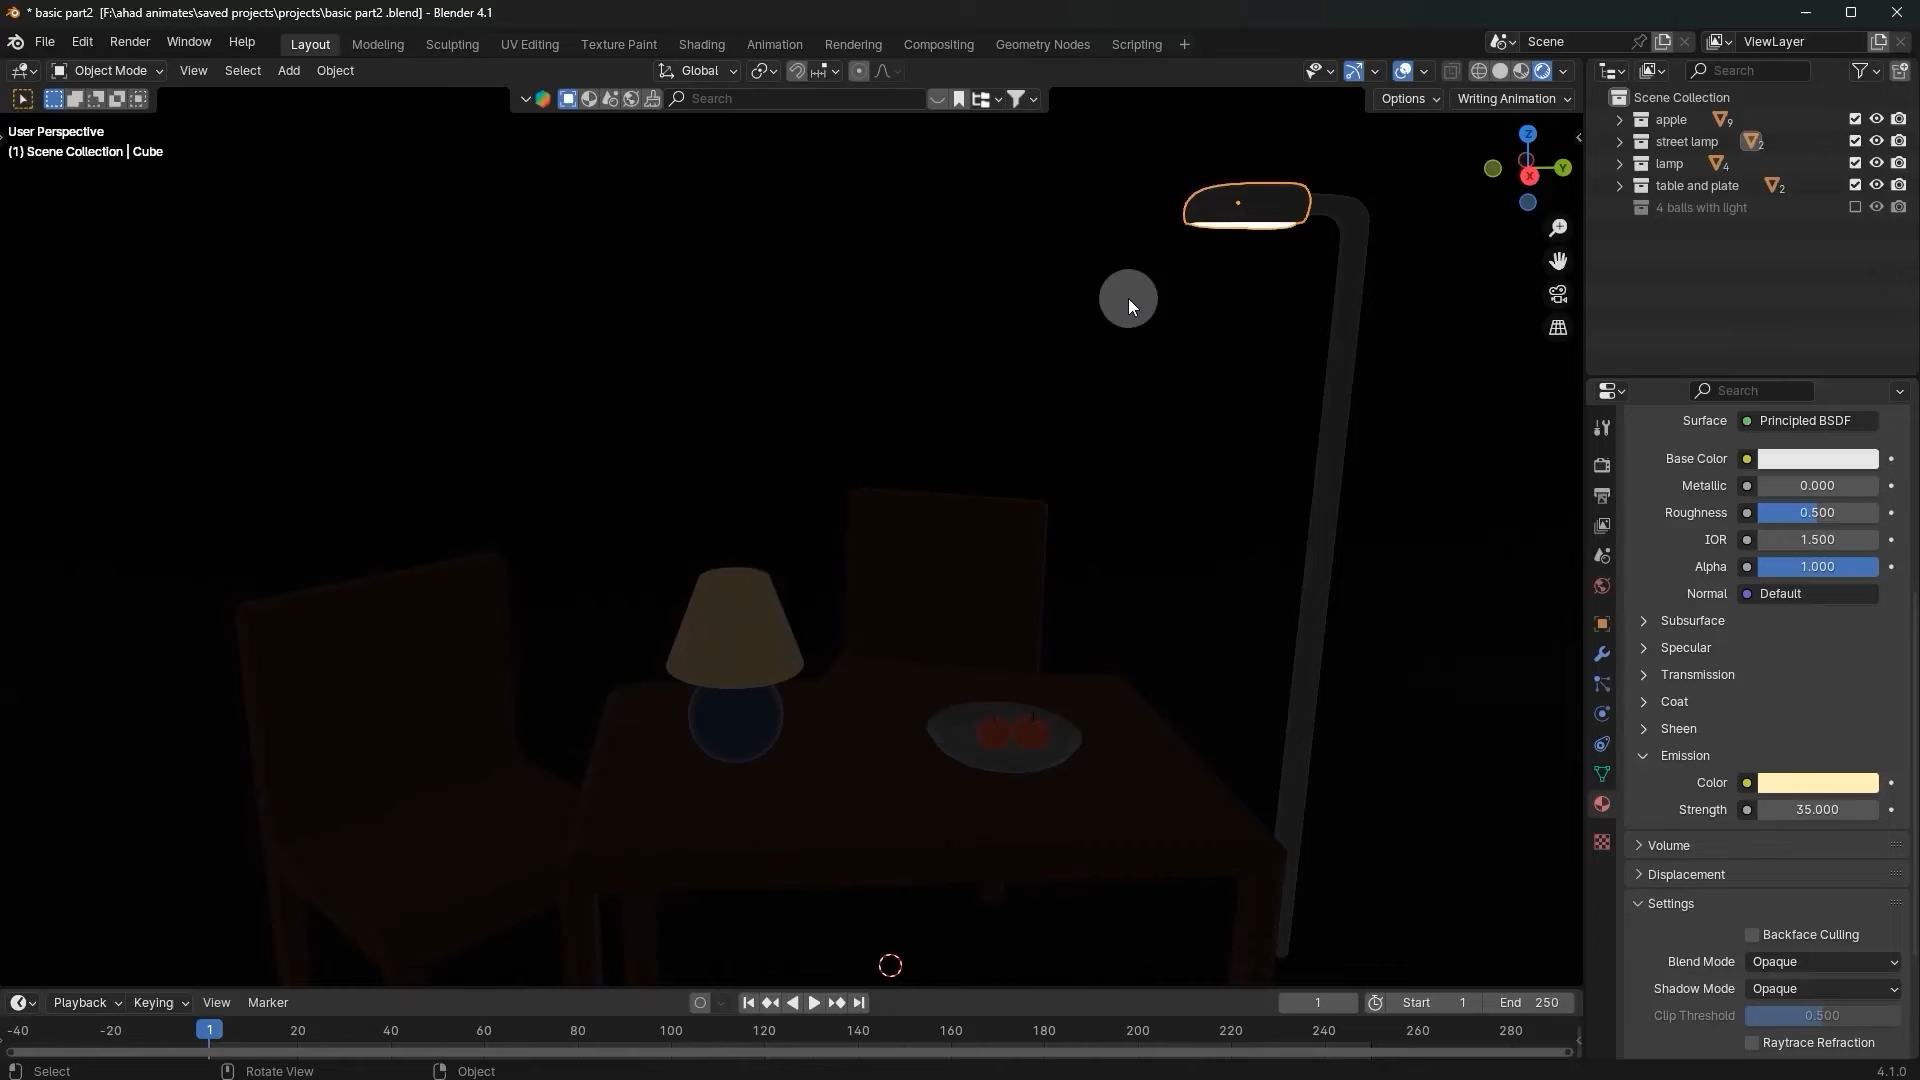 * basic part2  [F:\ahad animates\saved projects\projects\basic part2 .blend] - Blender 4.1
File Edit Render Window Help Layout Modeling Sculpting UV Editing Texture Paint Shading Animation Rendering Compositing Geometry Nodes Scripting + Scene ViewLayer
Object Mode View Select Add Object Global Search
Search Options Writing Animation
User Perspective
(1) Scene Collection | Cube
Z
Y
X
Scene Collection
apple 9
street lamp 2
lamp 4
table and plate 2
4 balls with light
Search
Surface Principled BSDF
Base Color
Metallic 0.000
Roughness 0.500
IOR 1.500
Alpha 1.000
Normal Default
Subsurface
Specular
Transmission
Coat
Sheen
Emission
Color
Strength 35.000
Volume
Displacement
Settings
Backface Culling
Blend Mode Opaque
Shadow Mode Opaque
Clip Threshold 0.500
Raytrace Refraction
Playback Keying View Marker 1 Start 1 End 250
-40 -20 1 20 40 60 80 100 120 140 160 180 200 220 240 260 280
Select Rotate View Object 4.1.0